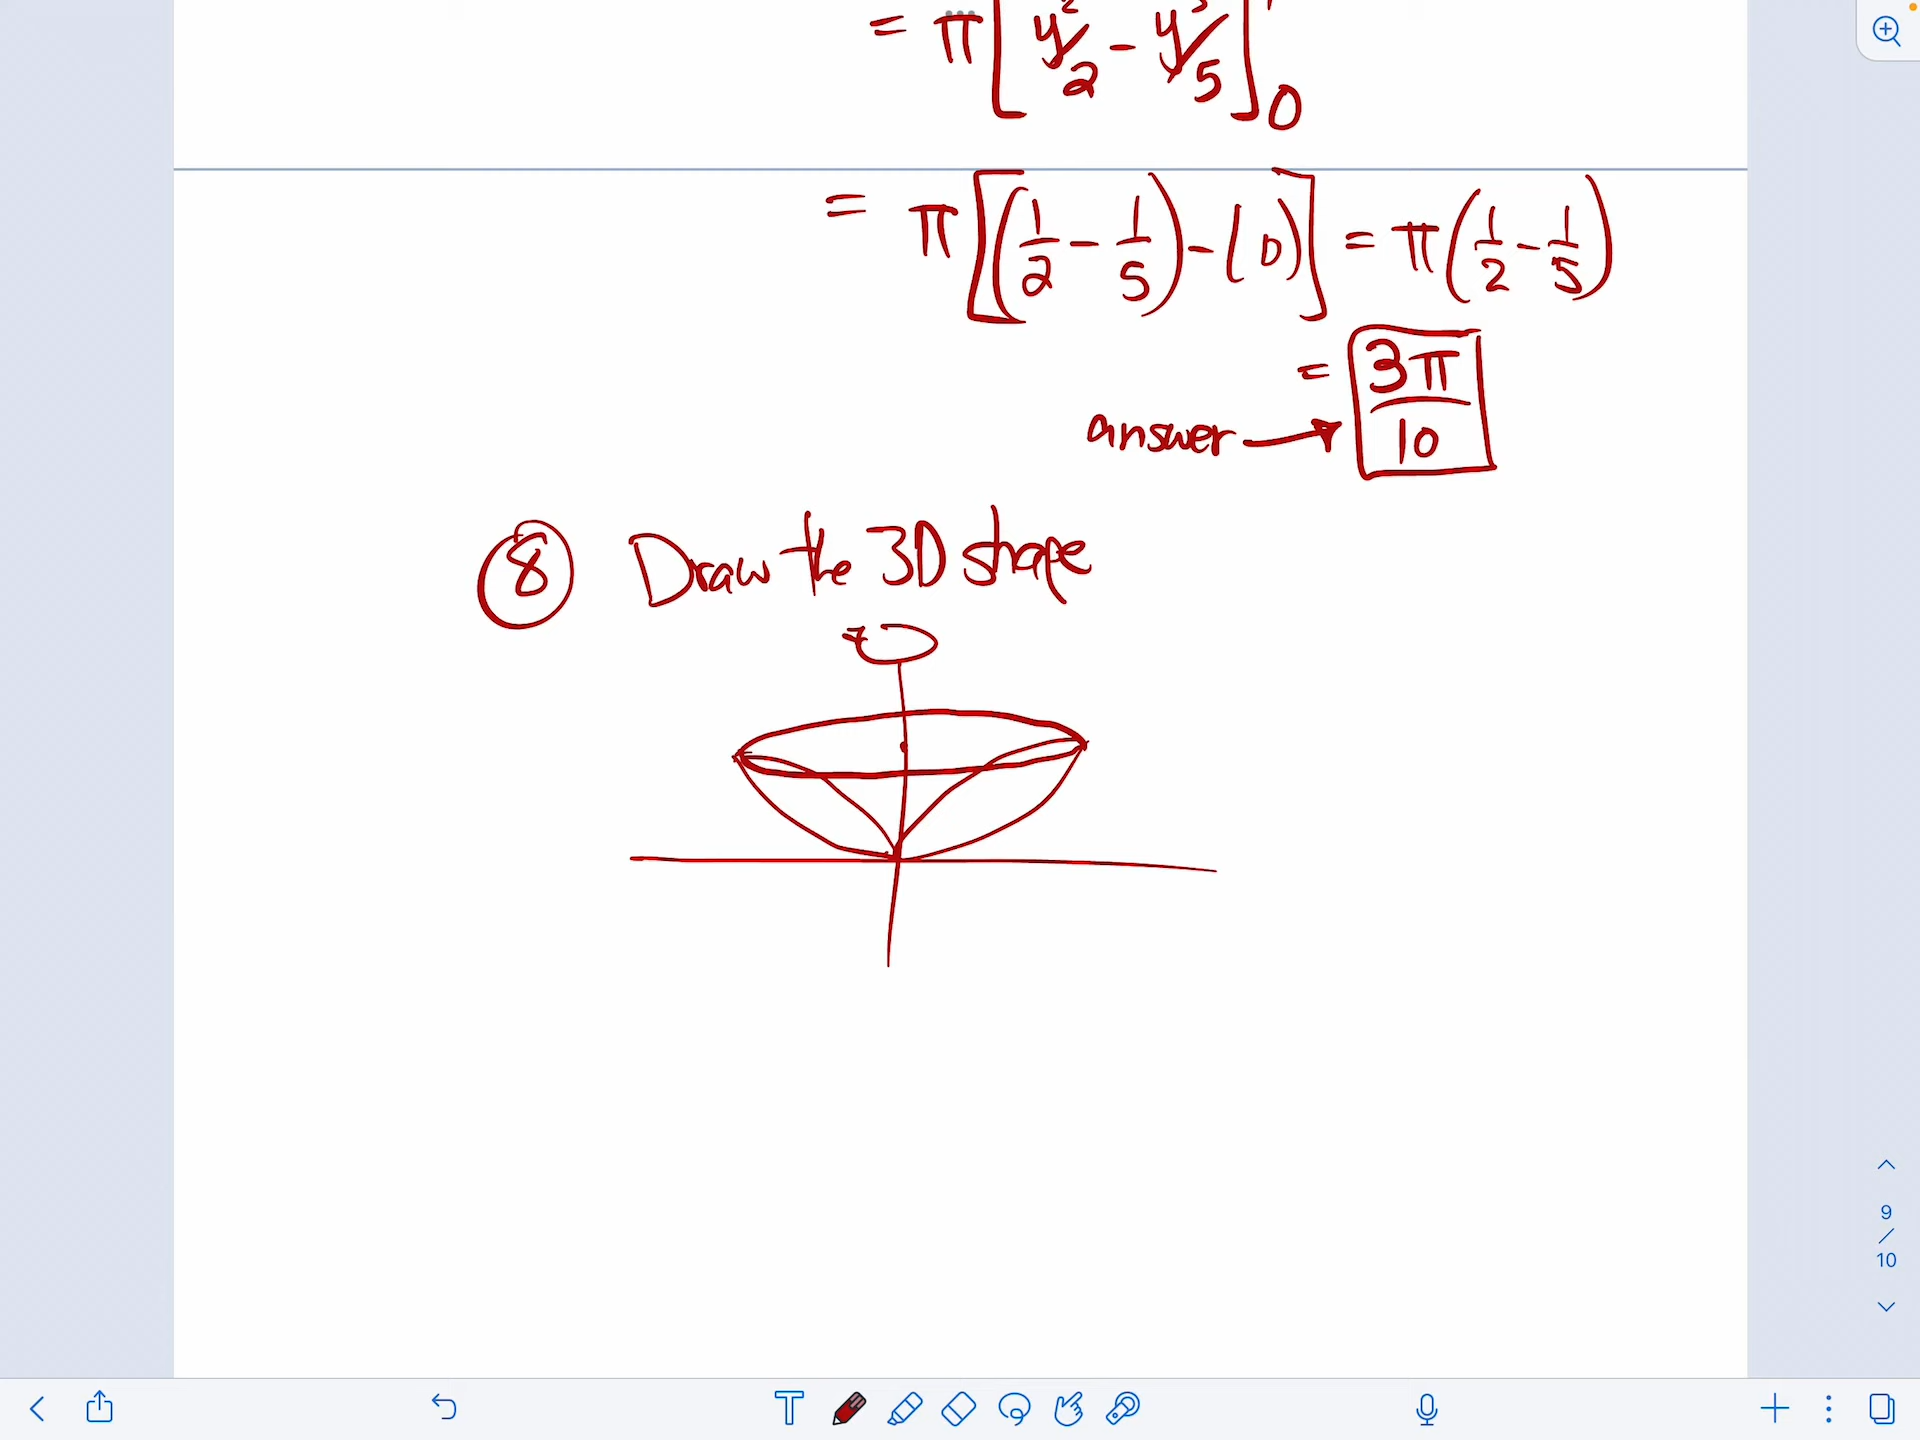 = π[y²/2 − y⁵/5]₀
= π[(1/2 − 1/5) − (0)] = π(1/2 − 1/5)
= 3π/10
answer →
⑧ Draw the 3D shape
9
/
10
T